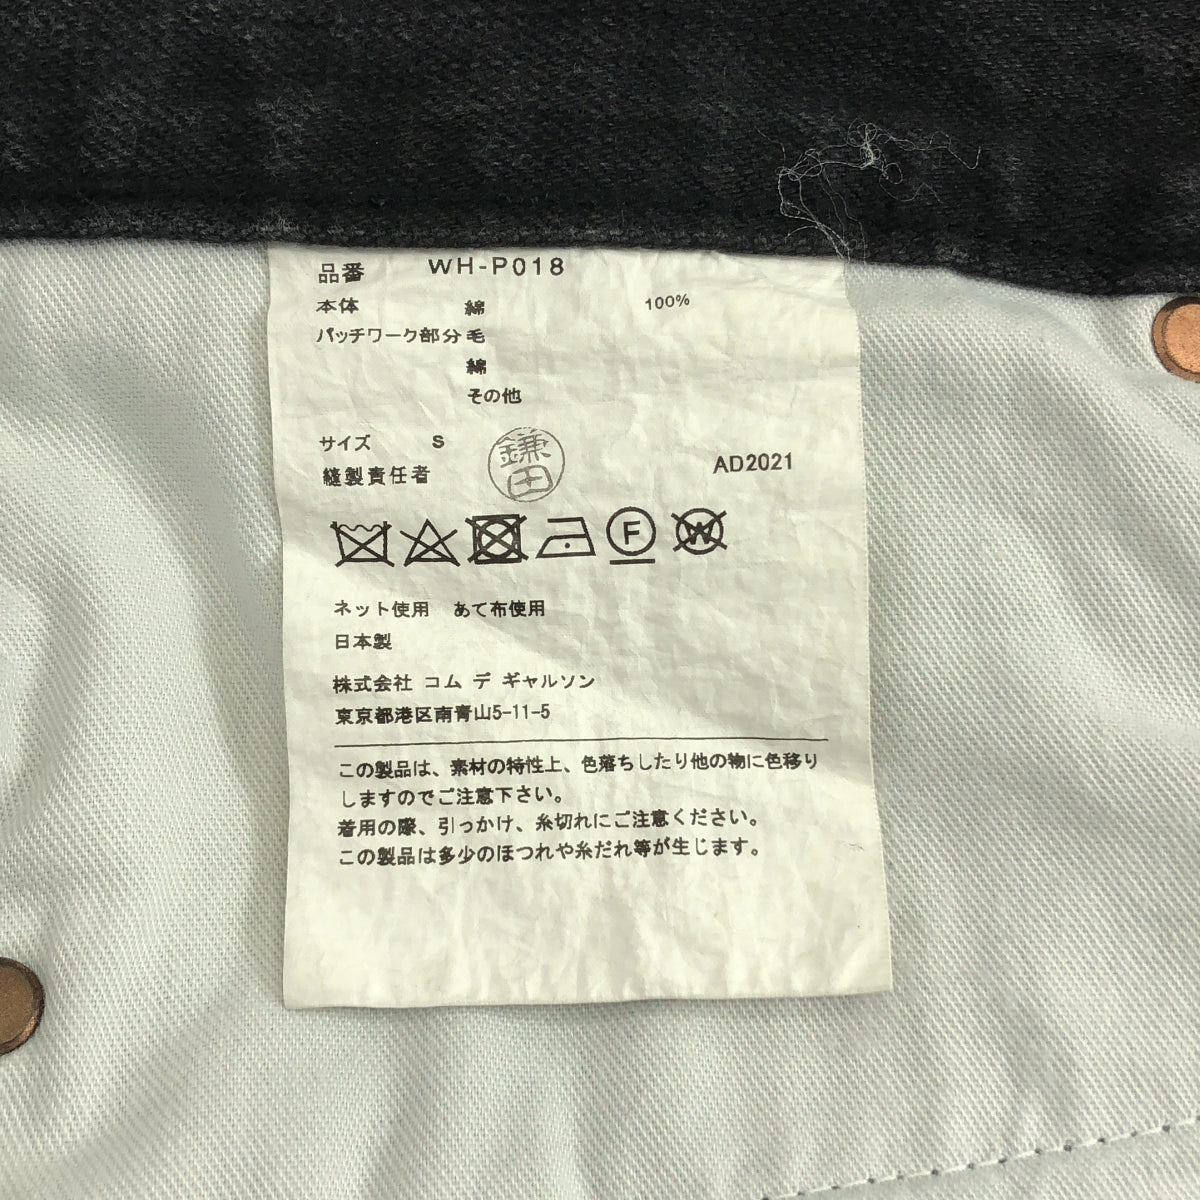 品番 WH-P018
本体 綿 100%
パッチワーク部分 毛
綿
その他
サイズ S
縫製責任者 鎌田 AD2021
F W
ネット使用 あて布使用
日本製
株式会社 コム デ ギャルソン
東京都港区南青山5-11-5
この製品は、素材の特性上、色落ちしたり他の物に色移り
しますのでご注意下さい。
着用の際、引っかけ、糸切れにご注意ください。
この製品は多少のほつれや糸だれ等が生じます。